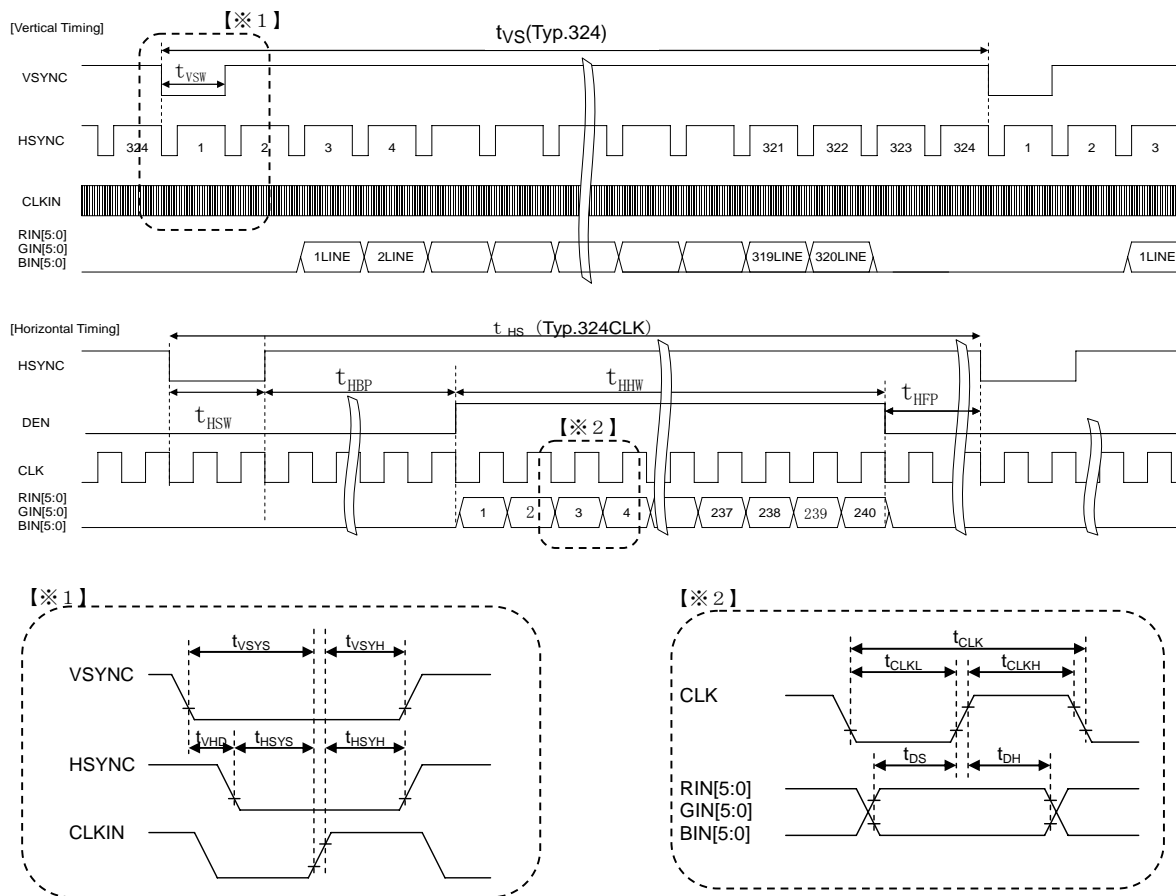 【※1】
[Vertical Timing]
tVS(Typ.324)
VSYNC
tVSW
HSYNC
324 1 2 3 4 321 322 323 324 1 2 3
CLKIN
RIN[5:0]
GIN[5:0]
BIN[5:0]
1LINE 2LINE 319LINE 320LINE 1LINE
[Horizontal Timing]
t HS (Typ.324CLK)
HSYNC
tHBP tHHW tHFP
tHSW
DEN
【※2】
CLK
RIN[5:0]
GIN[5:0]
BIN[5:0]
1 2 3 4 237 238 239 240
【※1】
tVSYS tVSYH
VSYNC
tVHD tHSYS tHSYH
HSYNC
CLKIN
【※2】
tCLK
tCLKL tCLKH
CLK
tDS tDH
RIN[5:0]
GIN[5:0]
BIN[5:0]